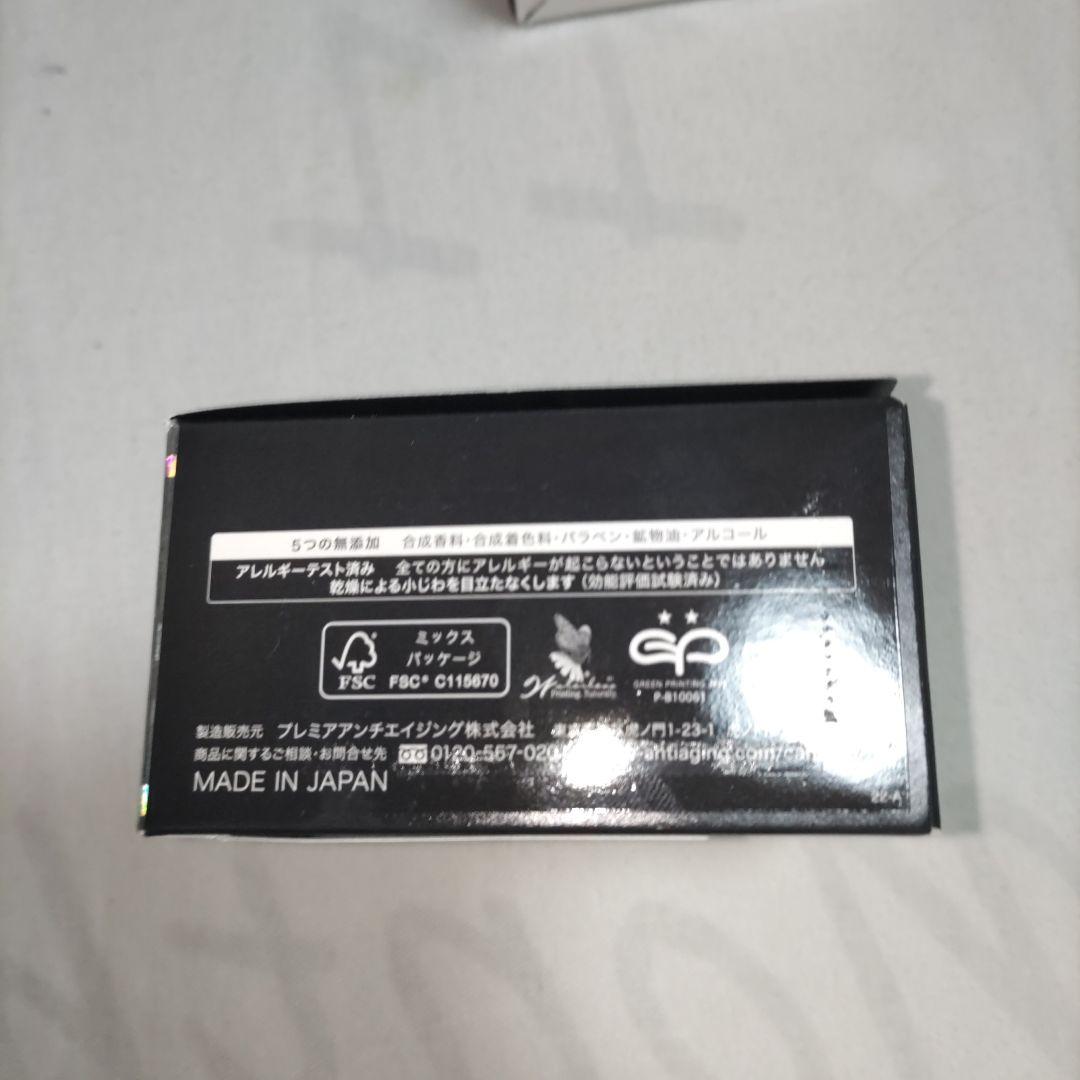 5つの無添加 合成香料・合成着色料・パラベン・鉱物油・アルコール
アレルギーテスト済み 全ての方にアレルギーが起こらないということではありません
乾燥による小じわを目立たなくします（効能評価試験済み）
FSC
ミックス
パッケージ
FSC® C115670
Waterless
Printing. Naturally.
GP
GREEN PRINTING
P-B10061
製造販売元 プレミアアンチエイジング株式会社 ノ門1-23-1
商品に関するご相談・お問合せ先 0120-557-020 antiaging.com/
MADE IN JAPAN